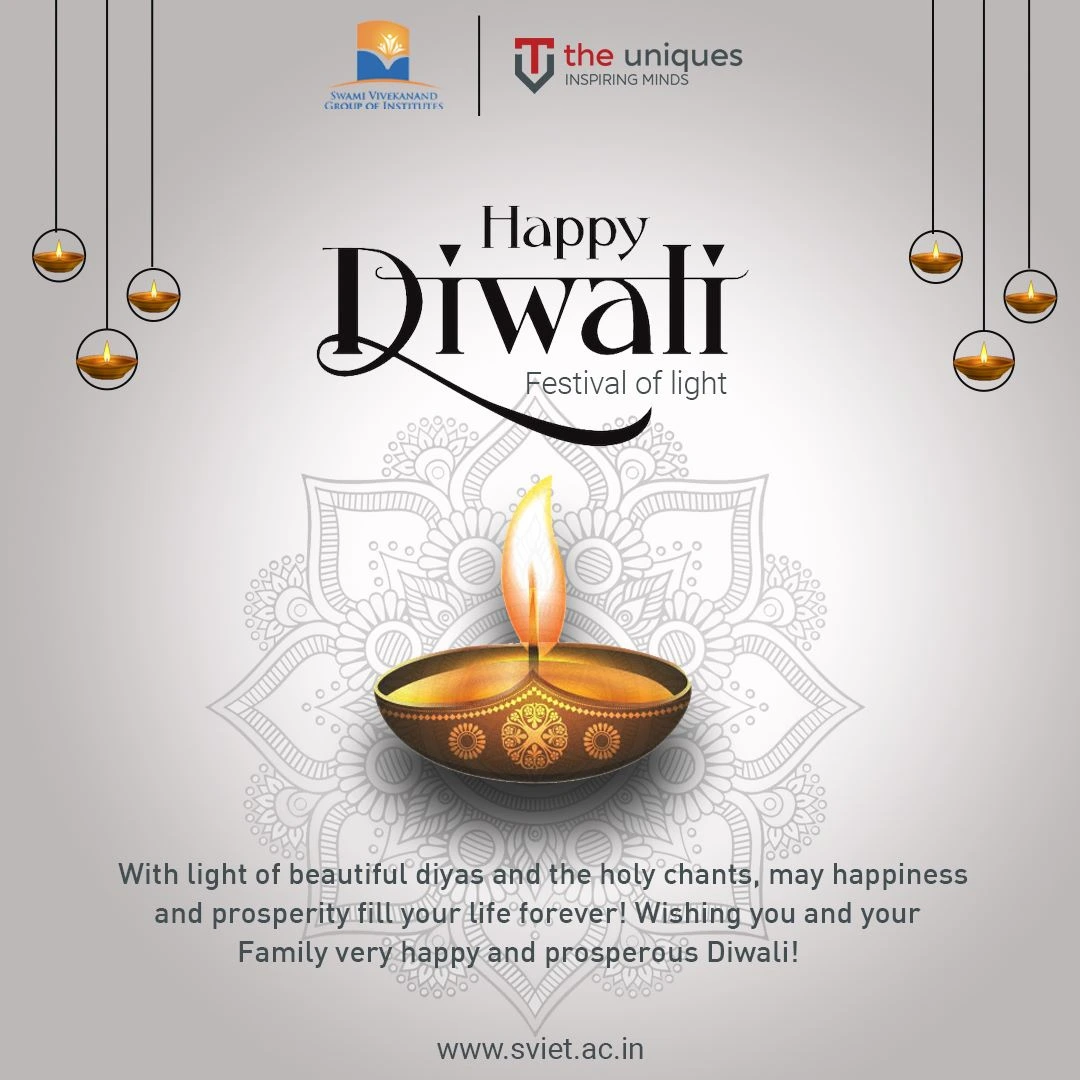 SWAMI VIVEKANAND
GROUP OF INSTITUTES
the uniques
INSPIRING MINDS
Happy
Diwali
Festival of light
With light of beautiful diyas and the holy chants, may happiness
and prosperity fill your life forever! Wishing you and your
Family very happy and prosperous Diwali!
www.sviet.ac.in